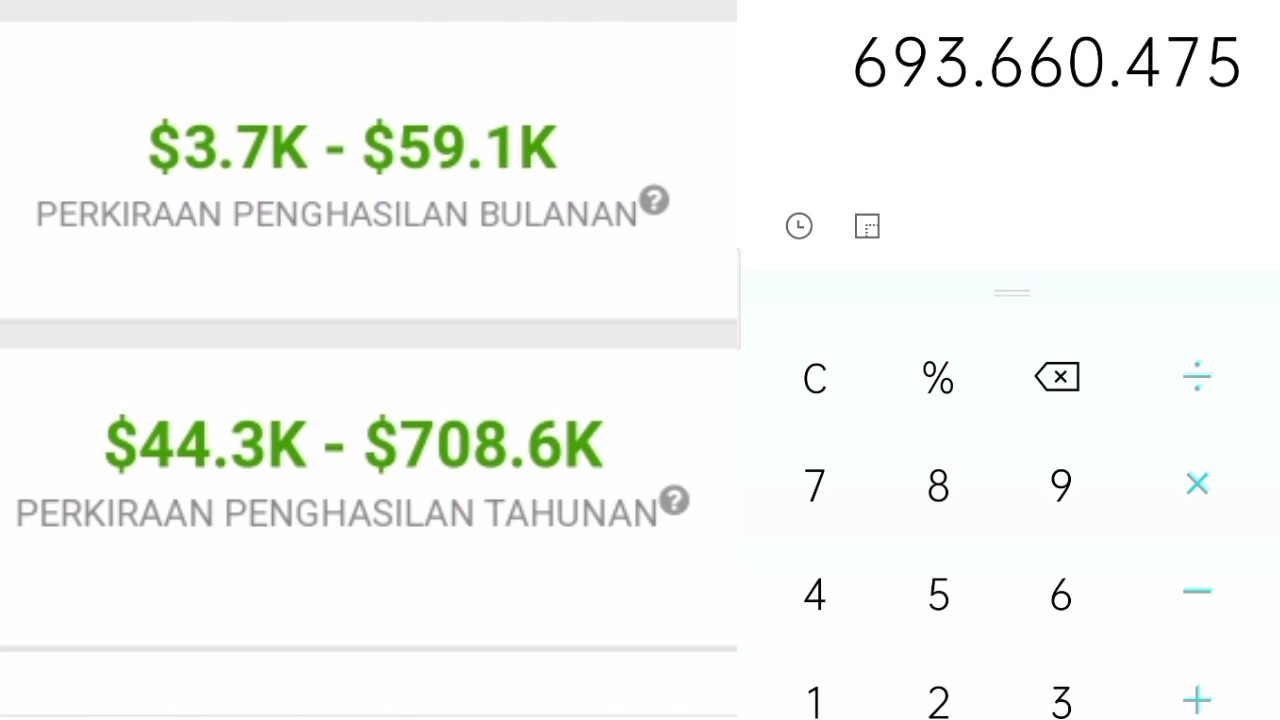 $3.7K - $59.1K
PERKIRAAN PENGHASILAN BULANAN?
$44.3K - $708.6K
PERKIRAAN PENGHASILAN TAHUNAN?
693.660.475
C % ÷
7 8 9 ×
4 5 6 −
1 2 3 +